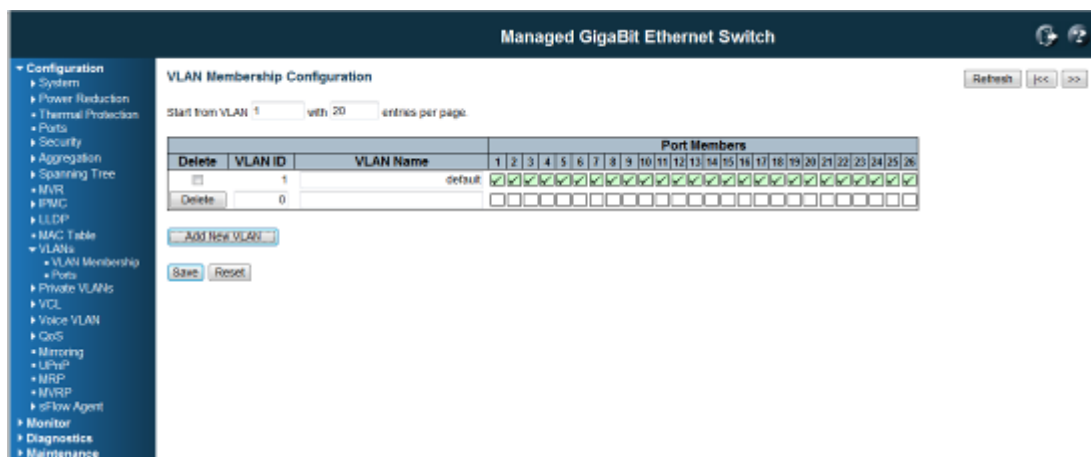 Managed GigaBit Ethernet Switch
Configuration
System
Power Reduction
Thermal Protection
Ports
Security
Aggregation
Spanning Tree
MVR
IPMC
LLDP
MAC Table
VLANs
VLAN Membership
Ports
Private VLANs
VCL
Voice VLAN
QoS
Mirroring
UPnP
MRP
MVRP
sFlow Agent
Monitor
Diagnostics
Maintenance
VLAN Membership Configuration
Refresh |<< >>
Start from VLAN 1 with 20 entries per page.
Port Members
Delete VLAN ID VLAN Name 1 2 3 4 5 6 7 8 9 10 11 12 13 14 15 16 17 18 19 20 21 22 23 24 25 26
1 default
Delete 0
Add New VLAN
Save Reset